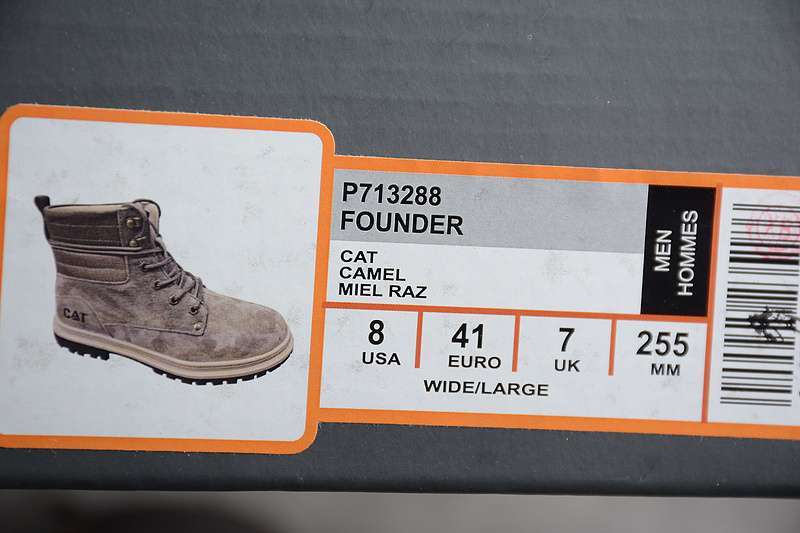 CAT
P713288
FOUNDER
CAT
CAMEL
MIEL RAZ
MEN
HOMMES
8
USA
41
EURO
7
UK
255
MM
WIDE/LARGE